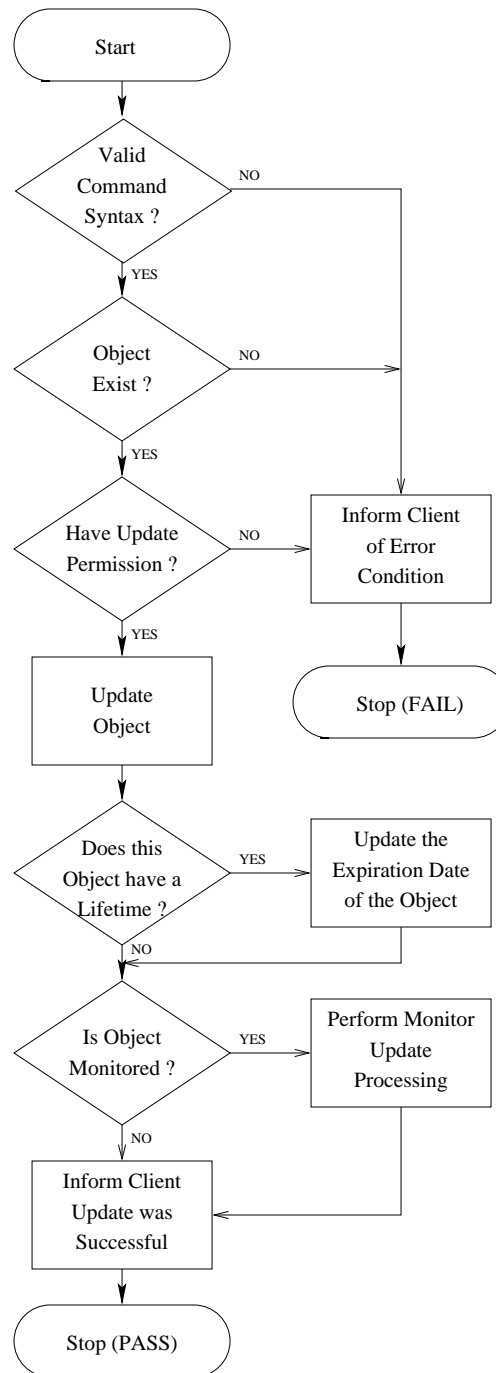 Start
Valid
Command
Syntax ?
NO
YES
Object
Exist ?
NO
YES
Have Update
Permission ?
NO
Inform Client
of Error
Condition
YES
Update
Object
Stop (FAIL)
Does this
Object have a
Lifetime ?
YES
Update the
Expiration Date
of the Object
NO
Is Object
Monitored ?
YES
Perform Monitor
Update
Processing
NO
Inform Client
Update was
Successful
Stop (PASS)